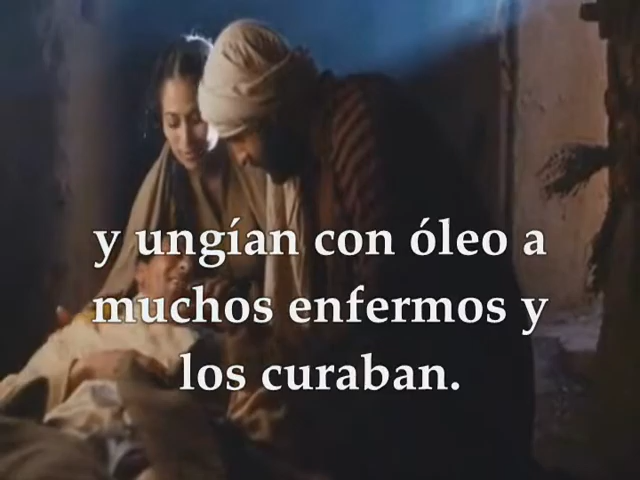 y ungían con óleo a
muchos enfermos y
los curaban.